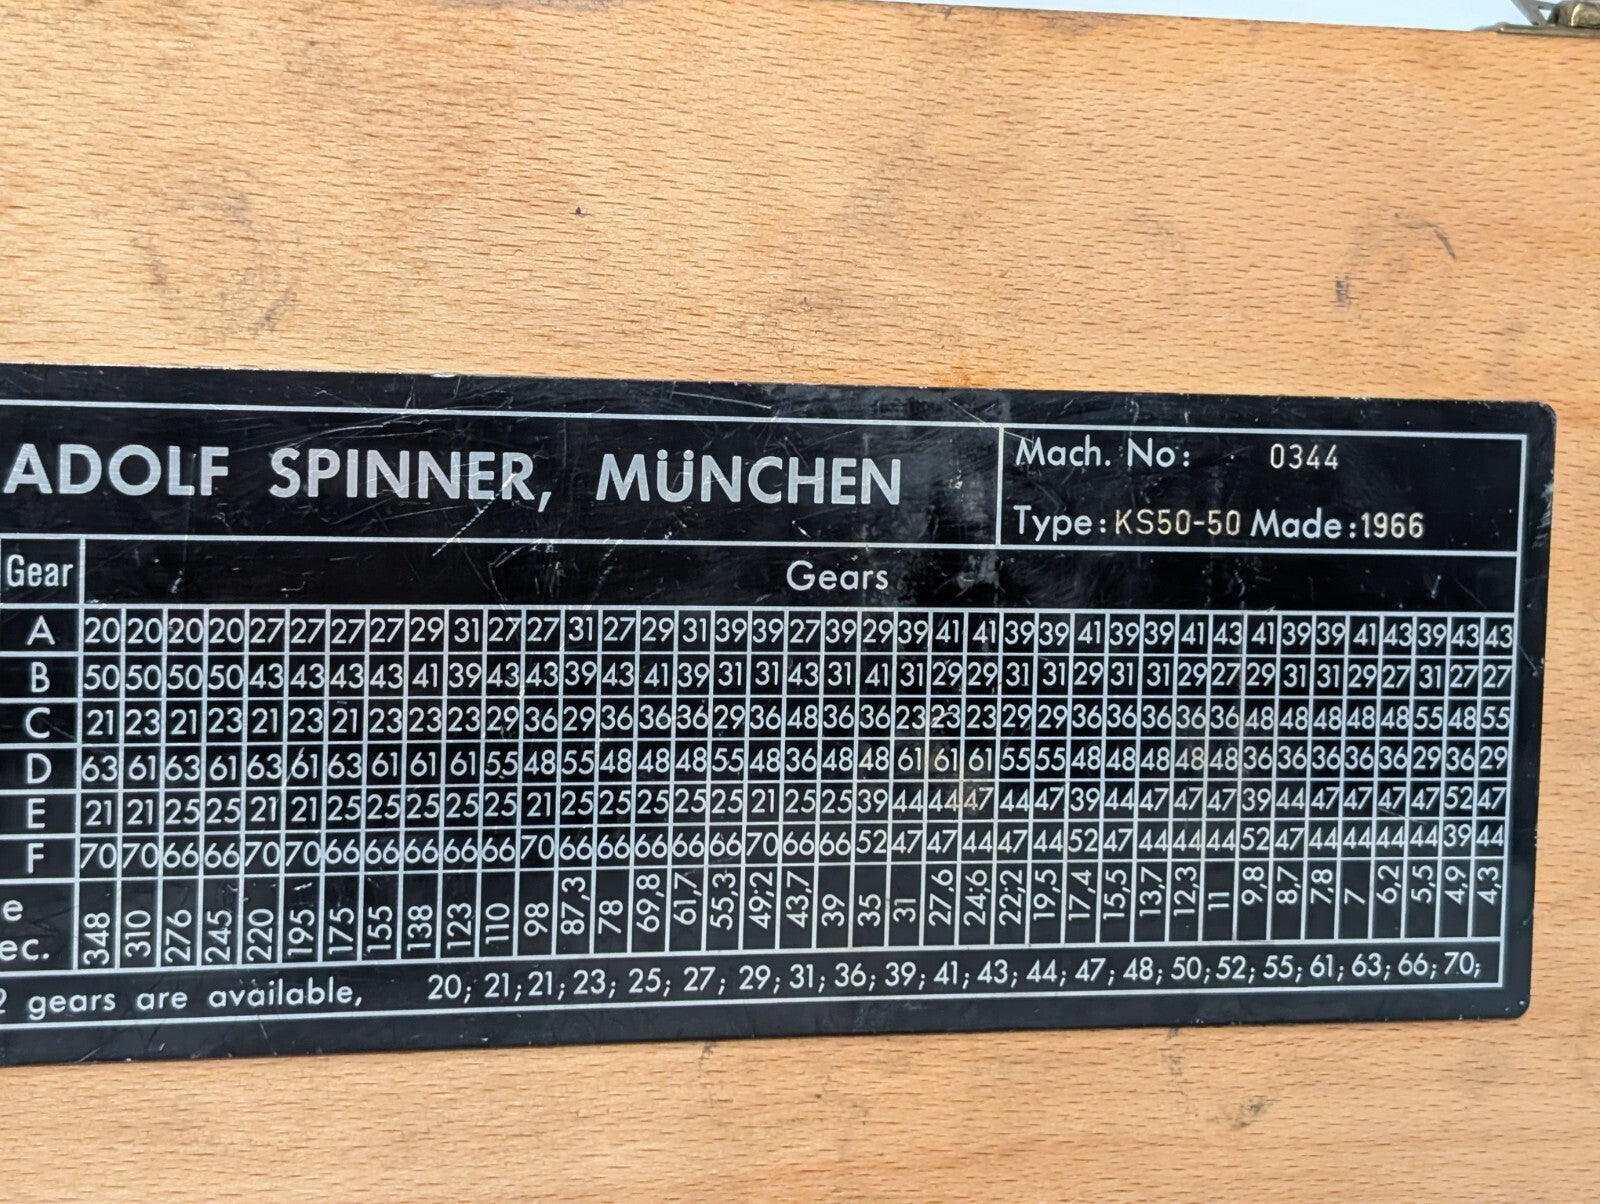 ADOLF SPINNER, MÜNCHEN
Mach. No: 0344
Type: KS50-50 Made: 1966
Gear Gears
A 20 20 20 20 27 27 27 27 29 31 27 27 31 27 29 31 39 39 27 39 29 39 41 41 39 39 41 39 39 41 43 41 39 39 41 43 39 43 43
B 50 50 50 50 43 43 43 43 41 39 43 43 39 43 41 39 31 31 43 31 41 31 29 29 31 31 29 31 31 29 27 29 31 31 29 27 31 27 27
C 21 23 21 23 21 23 21 23 23 23 29 36 29 36 36 36 29 36 48 36 36 23 23 23 29 29 36 36 36 36 36 48 48 48 48 48 55 48 55
D 63 61 63 61 63 61 63 61 61 61 55 48 55 48 48 48 55 48 36 48 48 61 61 61 55 55 48 48 48 48 48 36 36 36 36 36 29 36 29
E 21 21 25 25 21 21 25 25 25 25 25 21 25 25 25 25 25 21 25 25 39 44 44 47 44 47 39 44 47 47 47 39 44 47 47 47 47 52 47
F 70 70 66 66 70 70 66 66 66 66 66 70 66 66 66 66 66 70 66 66 52 47 47 44 47 44 52 47 44 44 44 52 47 44 44 44 44 39 44
e
ec. 348 310 276 245 220 195 175 155 138 123 110 98 87,3 78 69,8 61,7 55,3 49,2 43,7 39 35 31 27.6 24,6 22,2 19,5 17,4 15,5 13,7 12,3 11 9,8 8,7 7,8 7 6,2 5,5 4,9 4,3
2 gears are available, 20; 21; 21; 23; 25; 27; 29; 31; 36; 39; 41; 43; 44; 47; 48; 50; 52; 55; 61; 63; 66; 70;